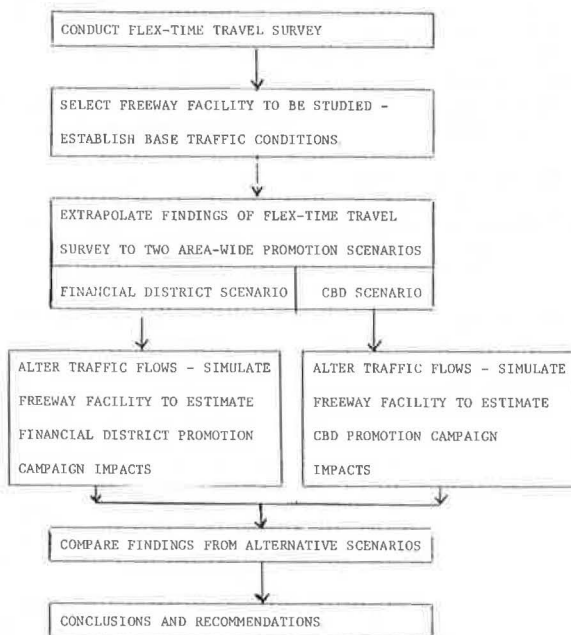 CONDUCT FLEX-TIME TRAVEL SURVEY
SELECT FREEWAY FACILITY TO BE STUDIED -
ESTABLISH BASE TRAFFIC CONDITIONS
EXTRAPOLATE FINDINGS OF FLEX-TIME TRAVEL
SURVEY TO TWO AREA-WIDE PROMOTION SCENARIOS
FINANCIAL DISTRICT SCENARIO
CBD SCENARIO
ALTER TRAFFIC FLOWS - SIMULATE
FREEWAY FACILITY TO ESTIMATE
FINANCIAL DISTRICT PROMOTION
CAMPAIGN IMPACTS
ALTER TRAFFIC FLOWS - SIMULATE
FREEWAY FACILITY TO ESTIMATE
CBD PROMOTION CAMPAIGN
IMPACTS
COMPARE FINDINGS FROM ALTERNATIVE SCENARIOS
CONCLUSIONS AND RECOMMENDATIONS